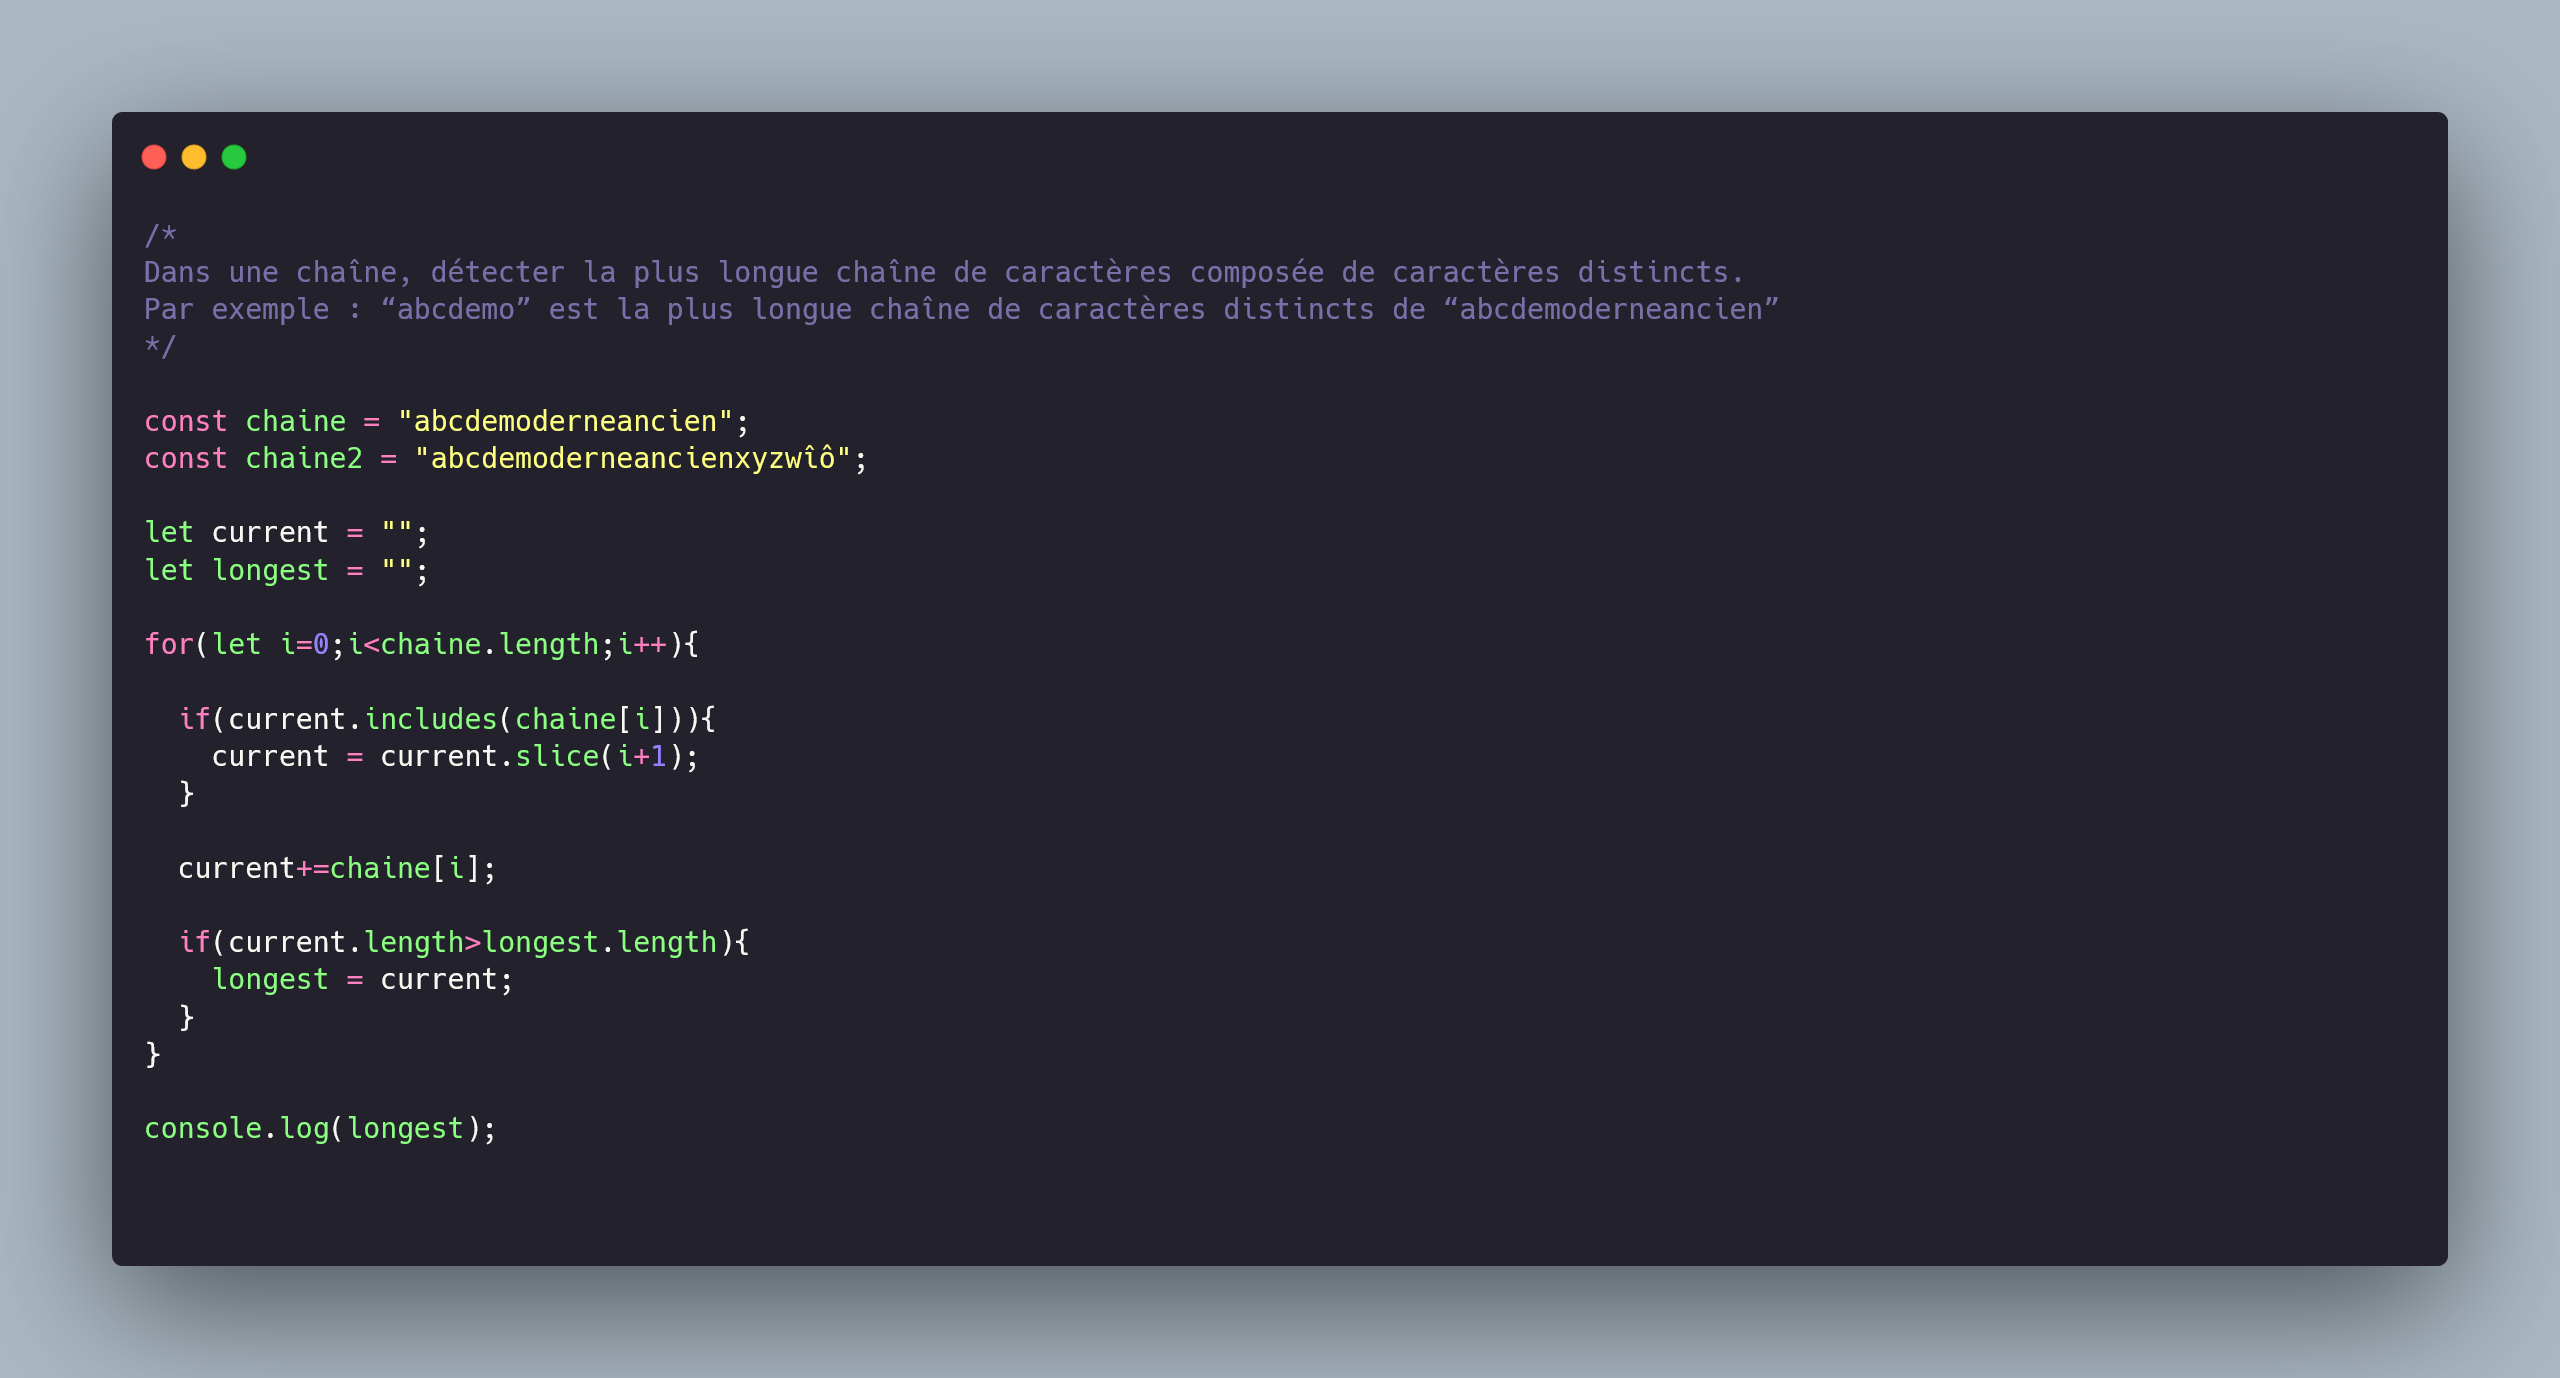 /*
Dans une chaîne, détecter la plus longue chaîne de caractères composée de caractères distincts.
Par exemple : “abcdemo” est la plus longue chaîne de caractères distincts de “abcdemoderneancien”
*/
const chaine = "abcdemoderneancien";
const chaine2 = "abcdemoderneancienxyzwîô";
let current = "";
let longest = "";
for(let i=0;i<chaine.length;i++){
if(current.includes(chaine[i])){
current = current.slice(i+1);
}
current+=chaine[i];
if(current.length>longest.length){
longest = current;
}
}
console.log(longest);